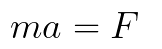 ma = F